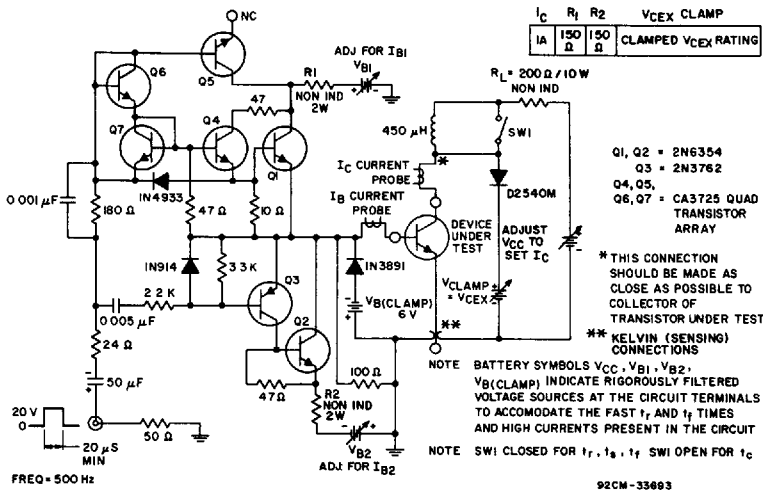 IC R1 R2 VCEX CLAMP
1A 150 Ω 150 Ω CLAMPED VCEX RATING
NC
ADJ FOR IB1
VB1
+ -
Q6
Q5
R1
NON IND
2W
RL = 200 Ω / 10 W
NON IND
47
Q7
Q4
Q1
450 μH
SW1
*
IC CURRENT
PROBE
IB CURRENT
PROBE
D2540M
Q1, Q2 = 2N6354
Q3 = 2N3762
Q4, Q5,
Q6, Q7 = CA3725 QUAD
TRANSISTOR
ARRAY
1N4933
0 001 μF
180 Ω
47 Ω
10 Ω
DEVICE
UNDER
TEST
ADJUST
VCC TO
SET IC
+
-
1N914
3 3 K
Q3
1N3891
VCLAMP
= VCEX
+
-
* THIS CONNECTION
SHOULD BE MADE AS
CLOSE AS POSSIBLE TO
COLLECTOR OF
TRANSISTOR UNDER TEST
** KELVIN (SENSING)
CONNECTIONS
2 2 K
0 005 μF
Q2
+
VB(CLAMP)
6 V
-
**
24 Ω
-
+
50 μF
47 Ω
R2
NON IND
2W
100 Ω
- +
VB2
ADJ FOR IB2
20 V
0
20 μS
MIN
50 Ω
FREQ = 500 Hz
NOTE BATTERY SYMBOLS VCC, VB1, VB2,
VB(CLAMP) INDICATE RIGOROUSLY FILTERED
VOLTAGE SOURCES AT THE CIRCUIT TERMINALS
TO ACCOMODATE THE FAST tr AND tf TIMES
AND HIGH CURRENTS PRESENT IN THE CIRCUIT
NOTE SW1 CLOSED FOR tr, ts, tf SW1 OPEN FOR tc
92CM-33693